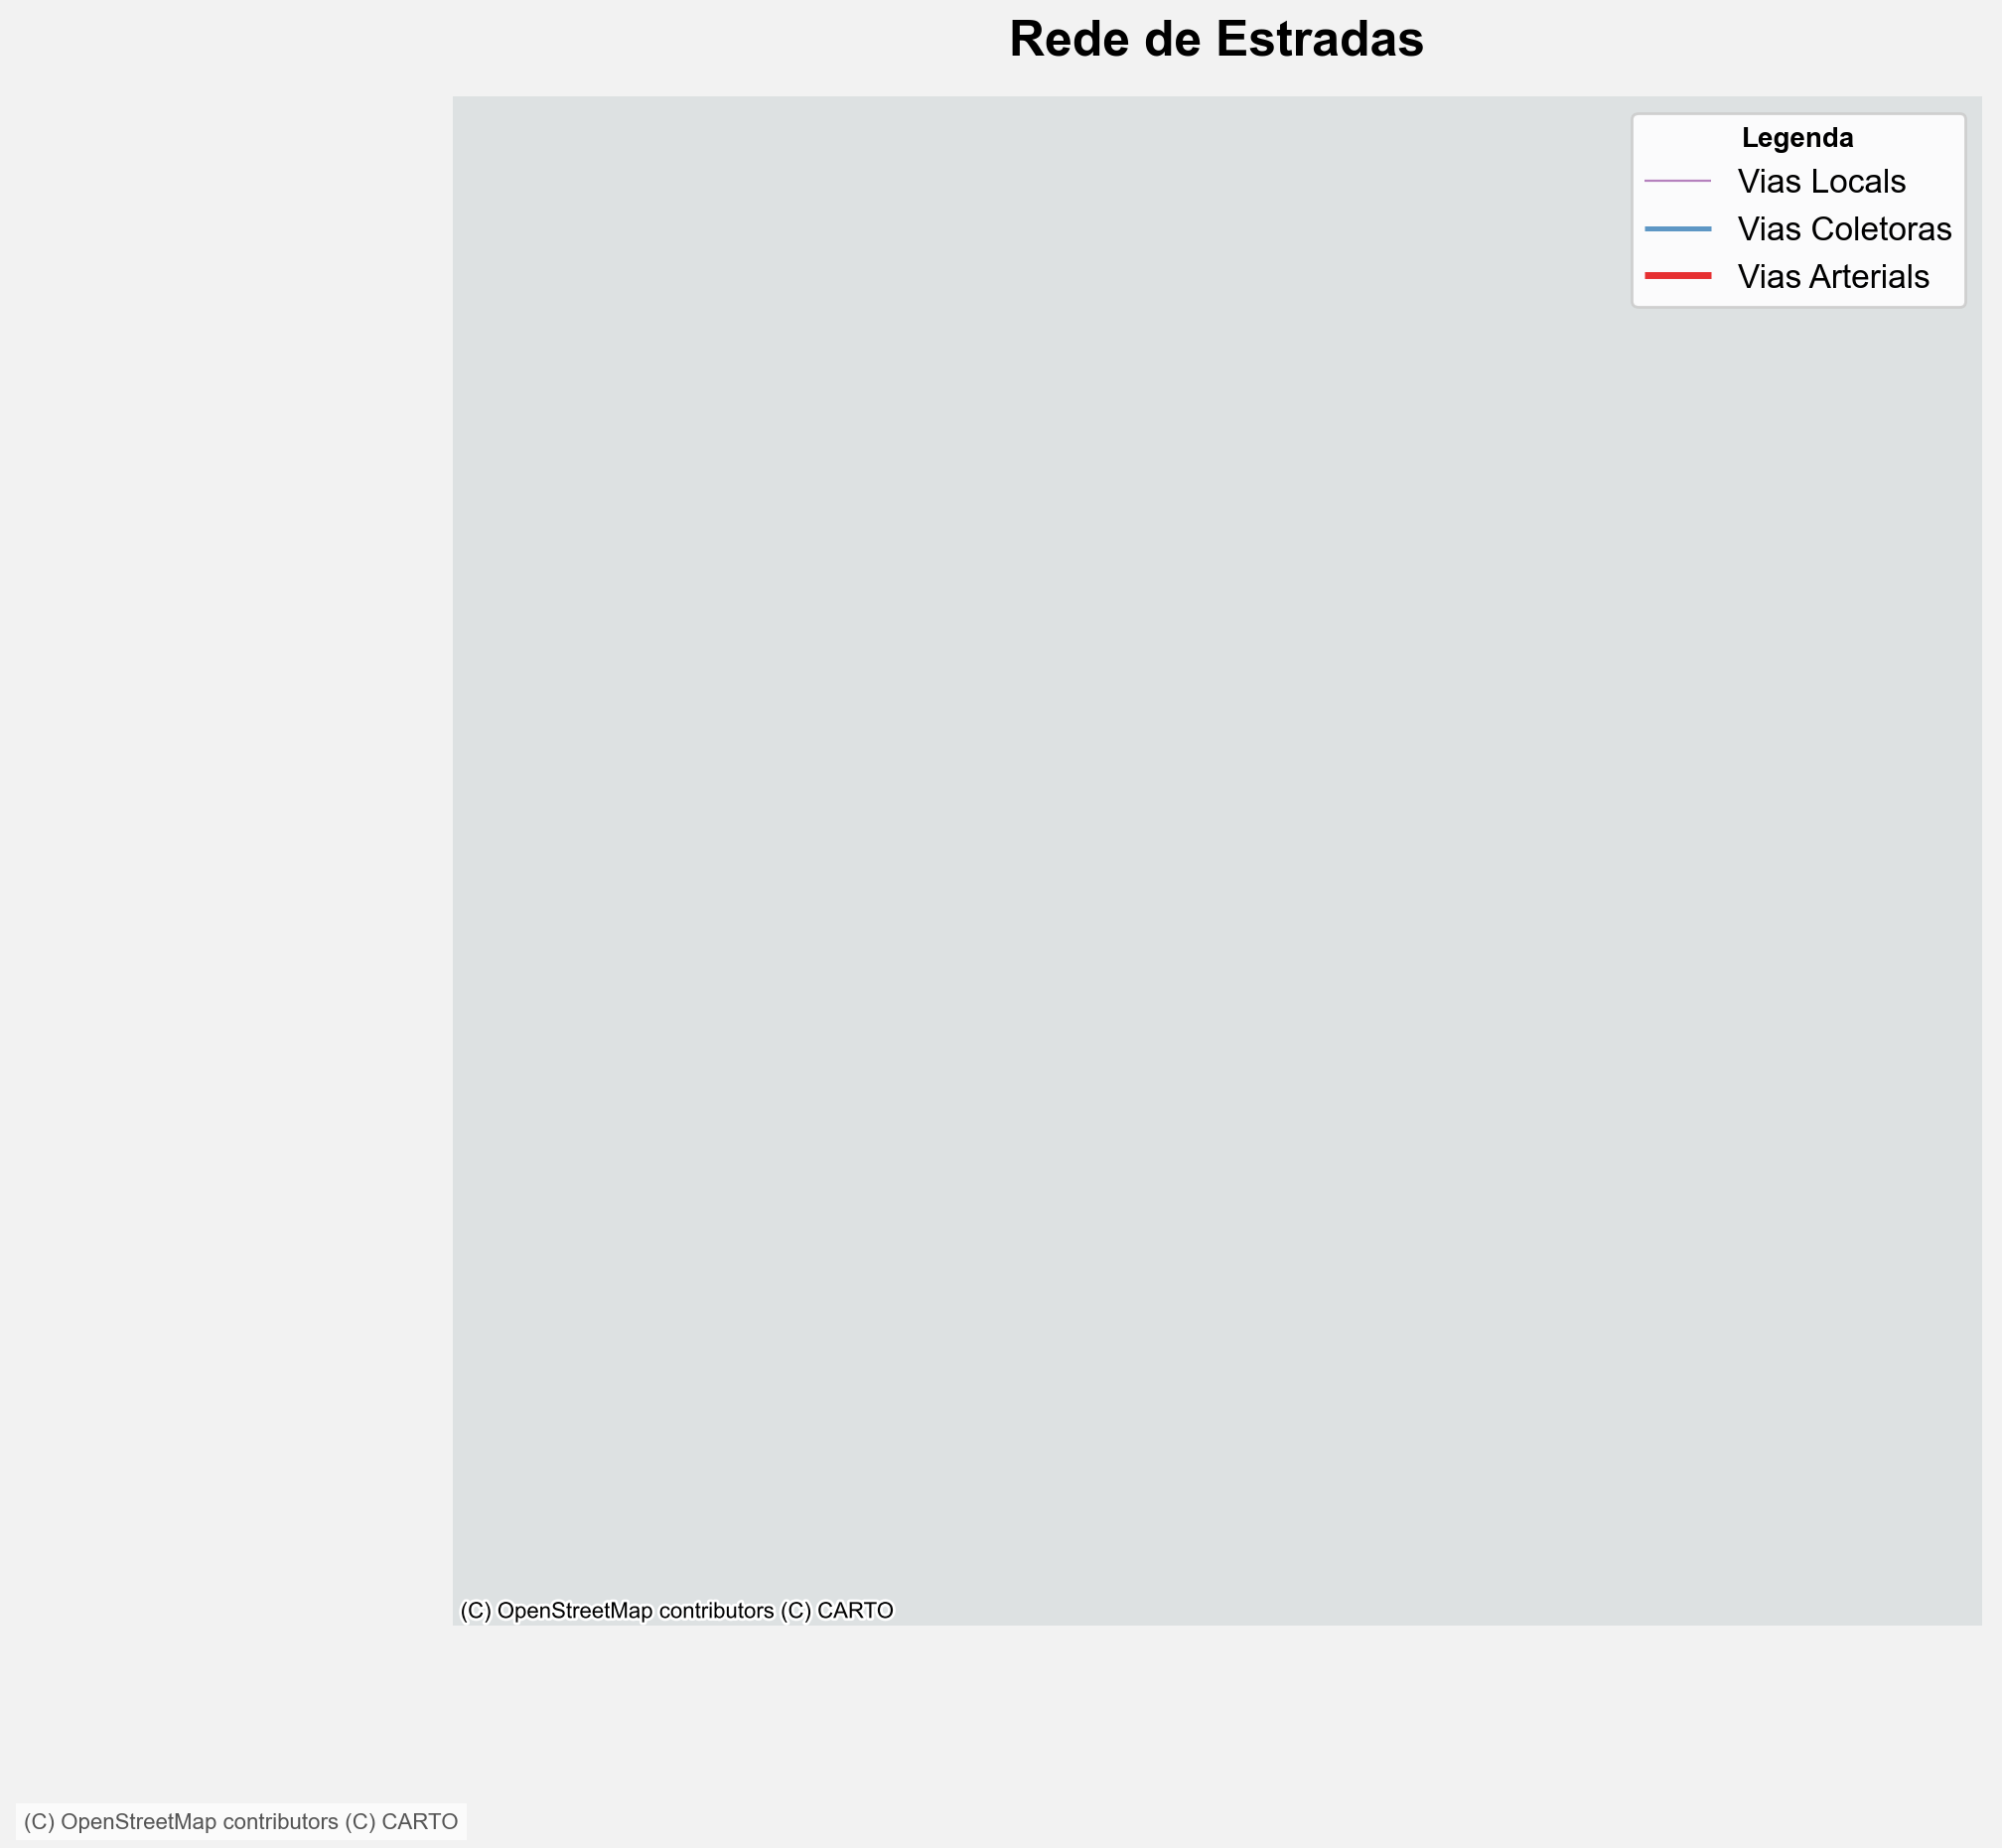 Rede de Estradas
Legenda
Vias Locals
Vias Coletoras
Vias Arterials
(C) OpenStreetMap contributors (C) CARTO
(C) OpenStreetMap contributors (C) CARTO